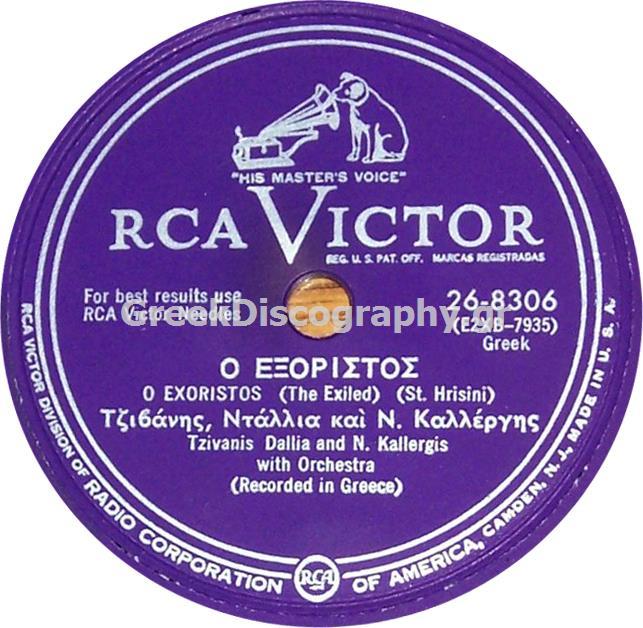 "HIS MASTER'S VOICE"
RCA VICTOR
REG. U. S. PAT. OFF. MARCAS REGISTRADAS
For best results use
RCA Victor Needles
26-8306
(E2XB-7935)
Greek
GreekDiscography.gr
Ο ΕΞΟΡΙΣΤΟΣ
O EXORISTOS (The Exiled) (St. Hrisini)
Τζιβάνης, Ντάλλια καὶ Ν. Καλλέργης
Tzivanis Dallia and N. Kallergis
with Orchestra
(Recorded in Greece)
RCA VICTOR DIVISION OF RADIO CORPORATION OF AMERICA, CAMDEN, N. J., MADE IN U. S. A.
RCA